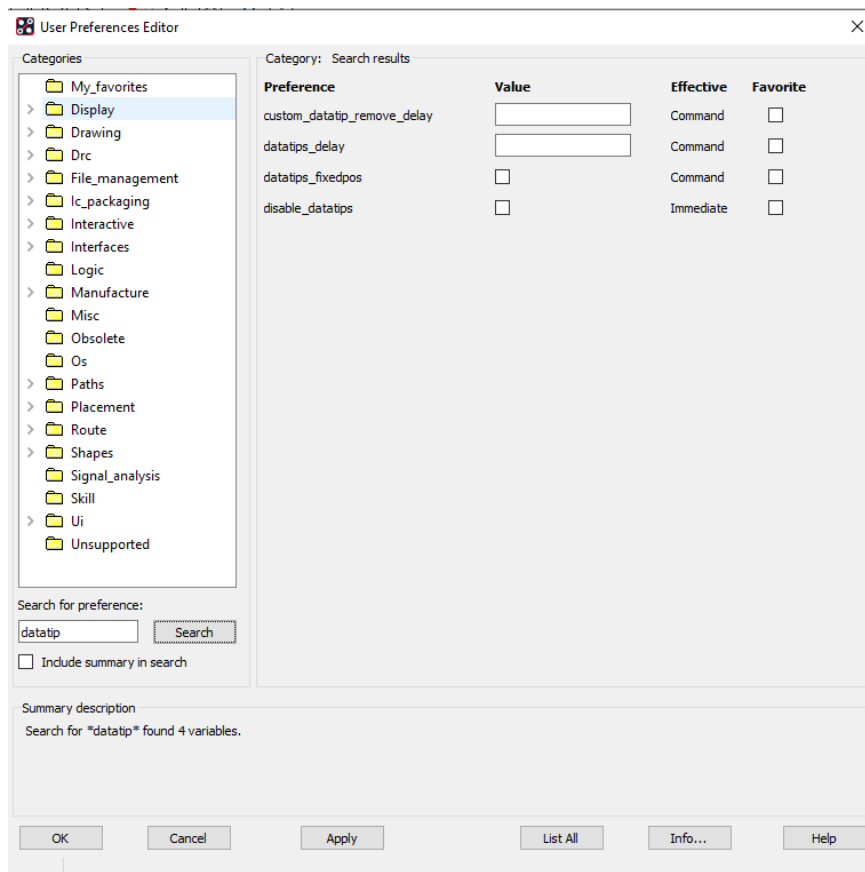 User Preferences Editor
Categories
My_favorites
Display
Drawing
Drc
File_management
Ic_packaging
Interactive
Interfaces
Logic
Manufacture
Misc
Obsolete
Os
Paths
Placement
Route
Shapes
Signal_analysis
Skill
Ui
Unsupported
Search for preference:
datatip Search
Include summary in search
Category: Search results
Preference Value Effective Favorite
custom_datatip_remove_delay Command
datatips_delay Command
datatips_fixedpos Command
disable_datatips Immediate
Summary description
Search for *datatip* found 4 variables.
OK Cancel Apply List All Info... Help